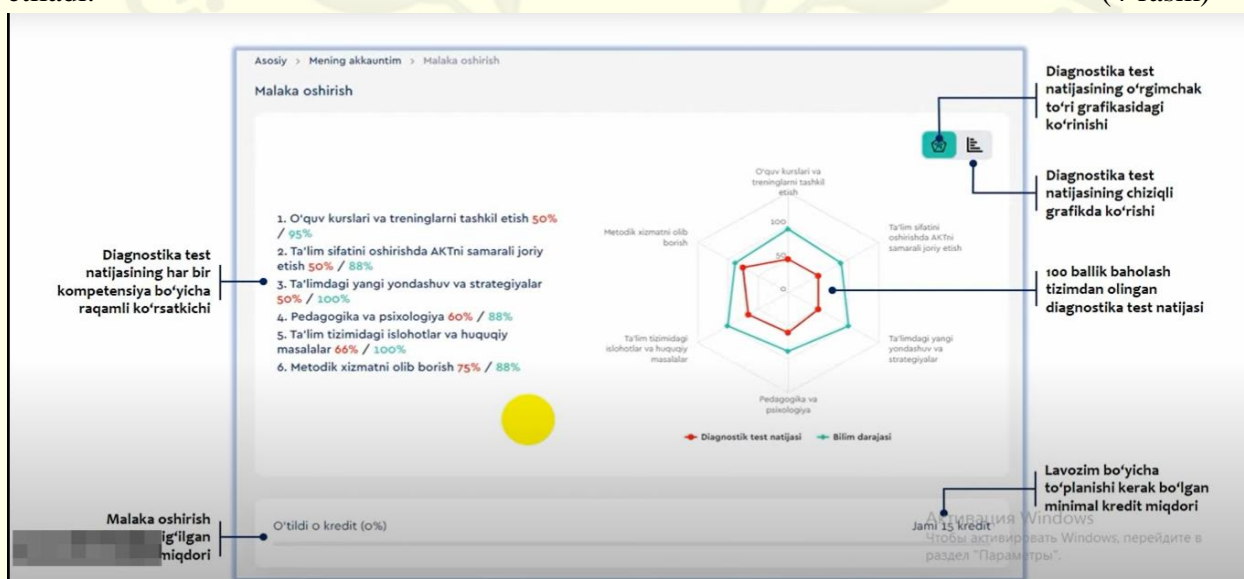 (4-rasm)
Asosiy > Mening akkauntim > Malaka oshirish
Malaka oshirish
Diagnostika test
natijasining o‘rgimchak
to‘ri grafikasidagi
ko‘rinishi
Diagnostika test
natijasining chiziqli
grafikda ko‘rishi
100 ballik baholash
tizimdan olingan
diagnostika test natijasi
Diagnostika test
natijasining har bir
kompetensiya bo‘yicha
raqamli ko‘rsatkichi
1. O'quv kurslari va treninglarni tashkil etish 50%
/ 95%
2. Ta'lim sifatini oshirishda AKTni samarali joriy
etish 50% / 88%
3. Ta'limdagi yangi yondashuv va strategiyalar
50% / 100%
4. Pedagogika va psixologiya 60% / 88%
5. Ta'lim tizimidagi islohotlar va huquqiy
masalalar 66% / 100%
6. Metodik xizmatni olib borish 75% / 88%
O'quv kurslari va
treninglarni tashkil
etish
Ta'lim sifatini
oshirishda AKTni
samarali joriy etish
Ta'limdagi yangi
yondashuv va
strategiyalar
Pedagogika va
psixologiya
Ta'lim tizimidagi
islohotlar va huquqiy
masalalar
Metodik xizmatni olib
borish
100
50
0
Diagnostik test natijasi Bilim darajasi
Lavozim bo‘yicha
to‘planishi kerak bo‘lgan
minimal kredit miqdori
Malaka oshirish
ig‘ilgan
miqdori
O'tildi 0 kredit (0%)
Jami 15 kredit
Активация Windows
Чтобы активировать Windows, перейдите в
раздел "Параметры".